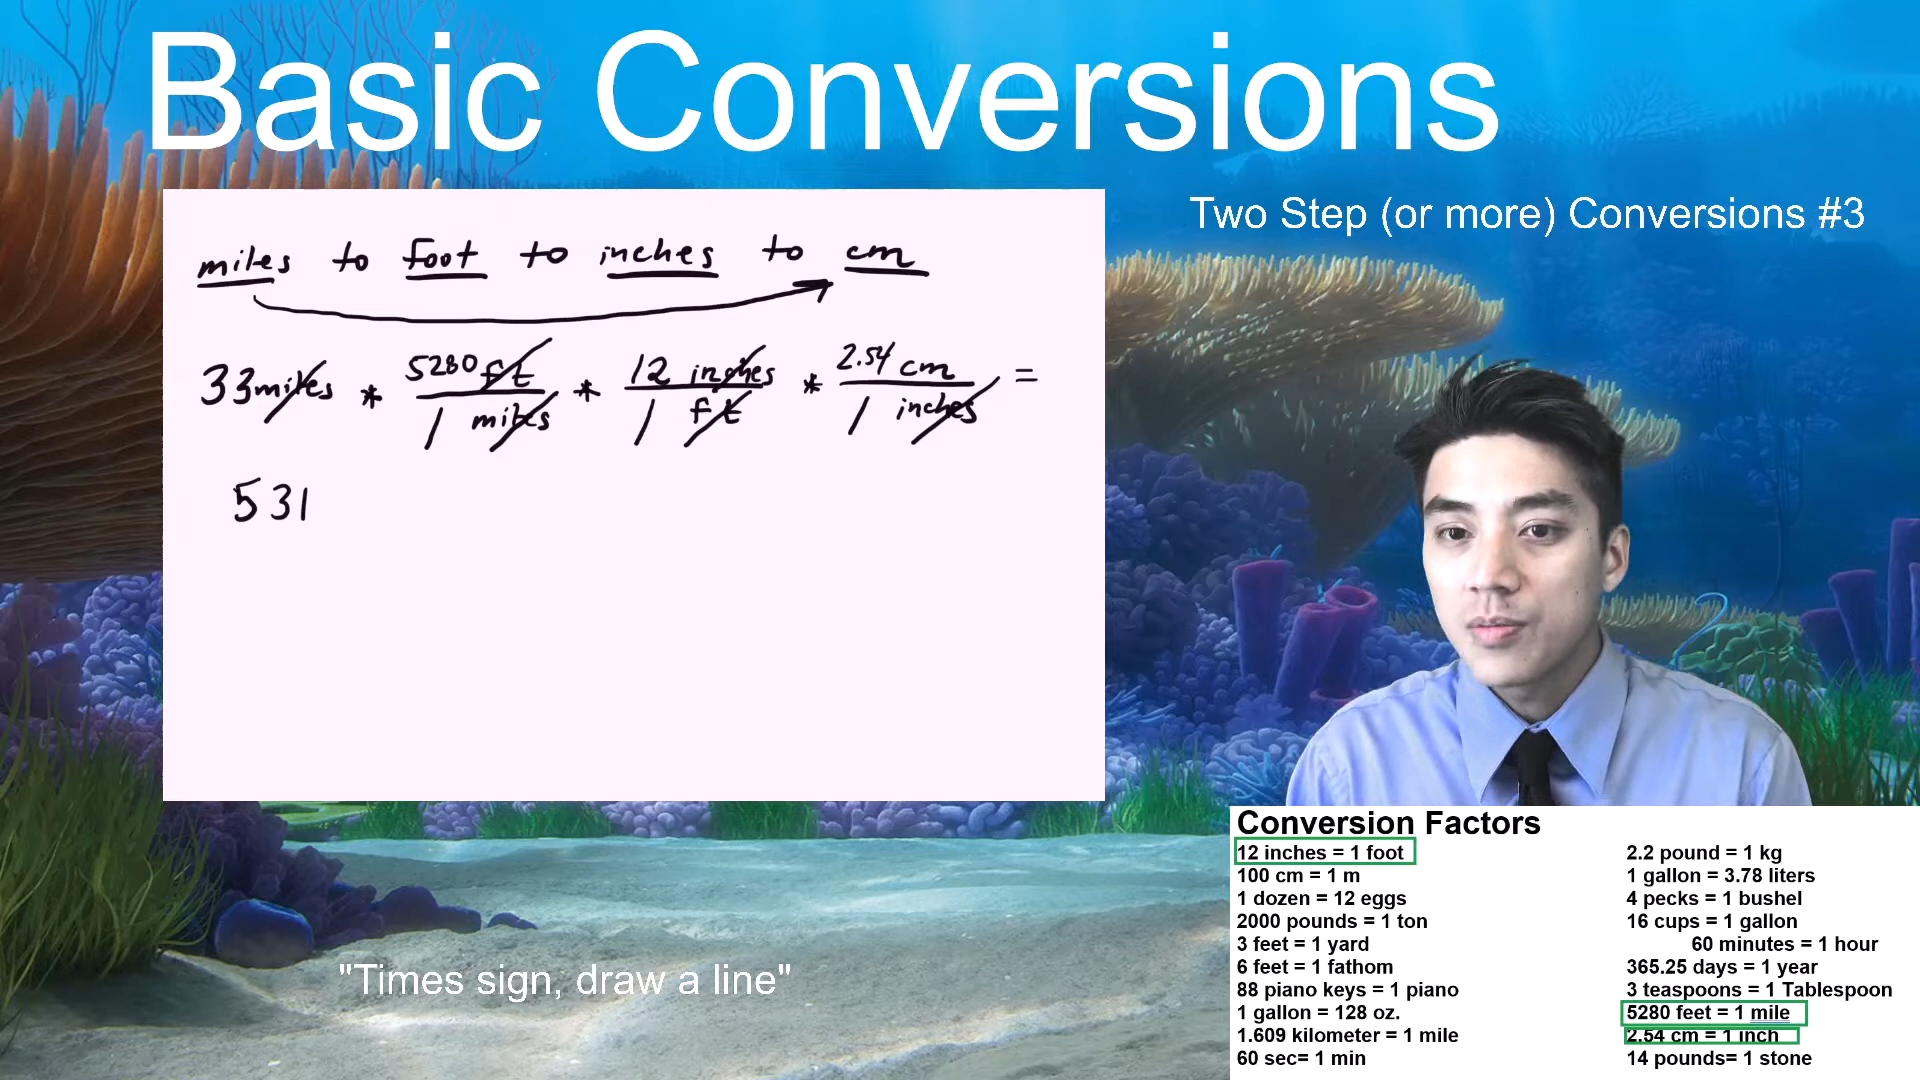 Basic Conversions
Two Step (or more) Conversions #3
miles to foot to inches to cm
33 miles * 5280 ft / 1 miles * 12 inches / 1 ft * 2.54 cm / 1 inches =
531
"Times sign, draw a line"
Conversion Factors
12 inches = 1 foot
100 cm = 1 m
1 dozen = 12 eggs
2000 pounds = 1 ton
3 feet = 1 yard
6 feet = 1 fathom
88 piano keys = 1 piano
1 gallon = 128 oz.
1.609 kilometer = 1 mile
60 sec= 1 min
2.2 pound = 1 kg
1 gallon = 3.78 liters
4 pecks = 1 bushel
16 cups = 1 gallon
60 minutes = 1 hour
365.25 days = 1 year
3 teaspoons = 1 Tablespoon
5280 feet = 1 mile
2.54 cm = 1 inch
14 pounds= 1 stone